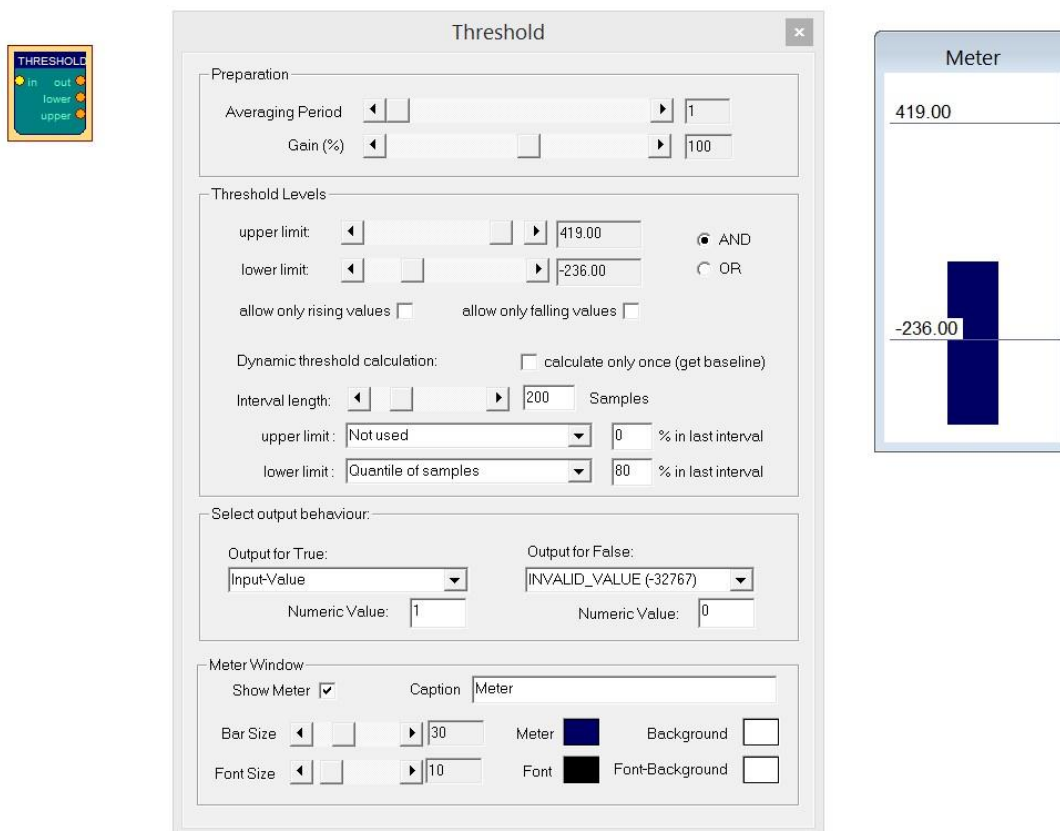 THRESHOLD
in out
lower
upper
Threshold
Preparation
Averaging Period 1
Gain (%) 100
Threshold Levels
upper limit: 419.00 AND
lower limit: -236.00 OR
allow only rising values allow only falling values
Dynamic threshold calculation: calculate only once (get baseline)
Interval length: 200 Samples
upper limit : Not used 0 % in last interval
lower limit : Quantile of samples 80 % in last interval
Select output behaviour:
Output for True: Output for False:
Input-Value INVALID_VALUE (-32767)
Numeric Value: 1 Numeric Value: 0
Meter Window
Show Meter Caption Meter
Bar Size 30 Meter Background
Font Size 10 Font Font-Background
Meter
419.00
-236.00